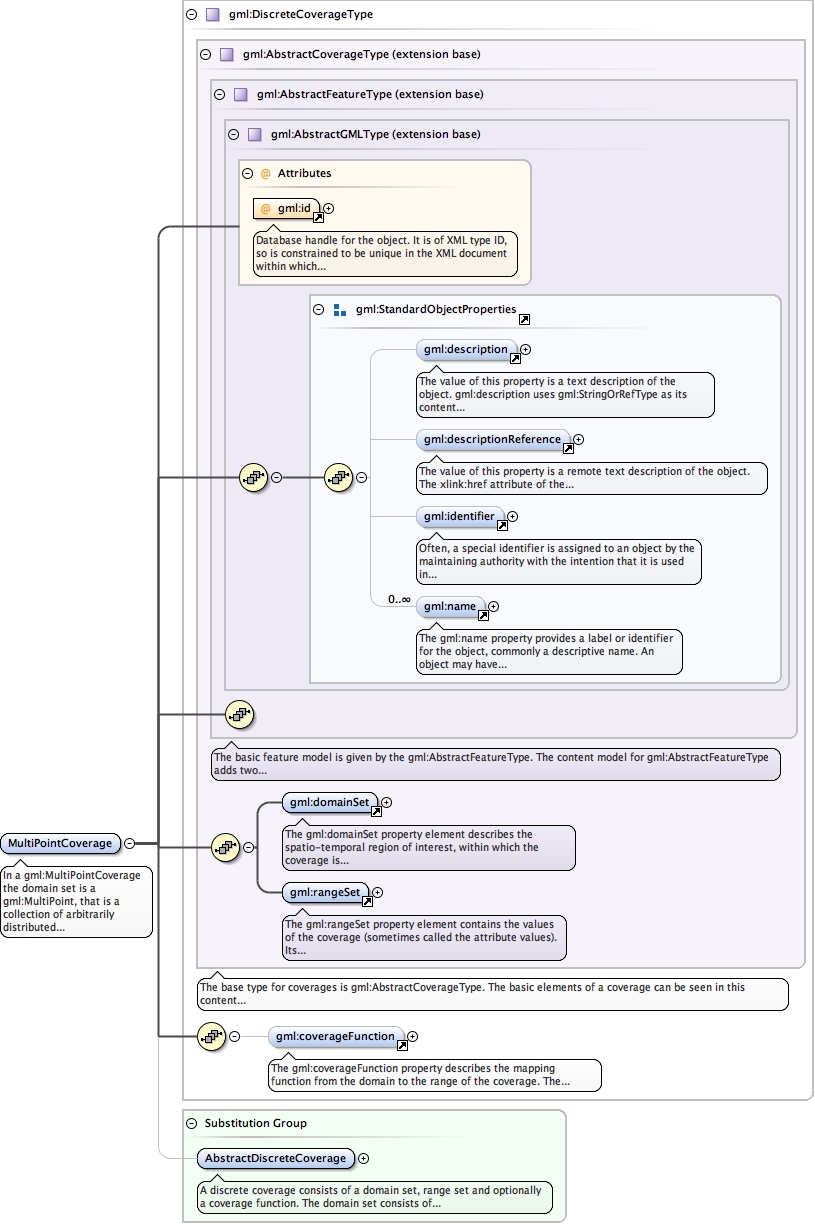 gml:DiscreteCoverageType
gml:AbstractCoverageType (extension base)
gml:AbstractFeatureType (extension base)
gml:AbstractGMLType (extension base)
@ Attributes
@ gml:id
Database handle for the object. It is of XML type ID,
so is constrained to be unique in the XML document
within which...
gml:StandardObjectProperties
gml:description
The value of this property is a text description of the
object. gml:description uses gml:StringOrRefType as its
content...
gml:descriptionReference
The value of this property is a remote text description of the object.
The xlink:href attribute of the...
gml:identifier
Often, a special identifier is assigned to an object by the
maintaining authority with the intention that it is used
in...
0..∞
gml:name
The gml:name property provides a label or identifier
for the object, commonly a descriptive name. An
object may have...
The basic feature model is given by the gml:AbstractFeatureType. The content model for gml:AbstractFeatureType
adds two...
gml:domainSet
The gml:domainSet property element describes the
spatio-temporal region of interest, within which the
coverage is...
MultiPointCoverage
In a gml:MultiPointCoverage
the domain set is a
gml:MultiPoint, that is a
collection of arbitrarily
distributed...
gml:rangeSet
The gml:rangeSet property element contains the values
of the coverage (sometimes called the attribute values).
Its...
The base type for coverages is gml:AbstractCoverageType. The basic elements of a coverage can be seen in this
content...
gml:coverageFunction
The gml:coverageFunction property describes the mapping
function from the domain to the range of the coverage. The...
Substitution Group
AbstractDiscreteCoverage
A discrete coverage consists of a domain set, range set and optionally
a coverage function. The domain set consists of...